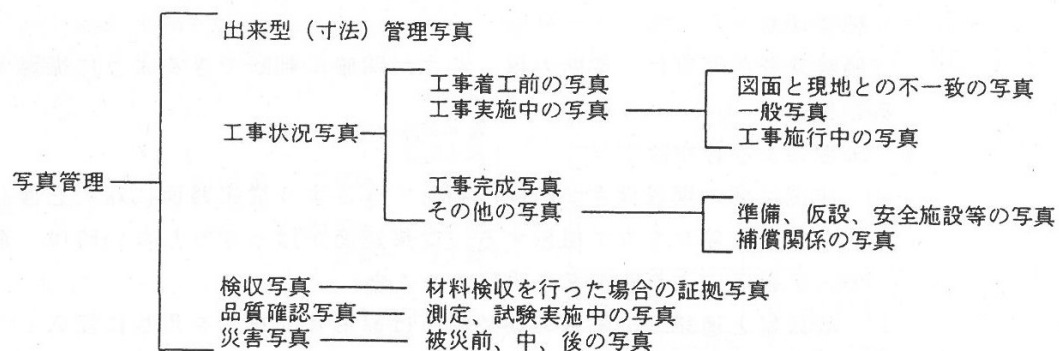 出来型（寸法）管理写真
工事着工前の写真
図面と現地との不一致の写真
工事実施中の写真
一般写真
工事状況写真
工事施行中の写真
写真管理
工事完成写真
その他の写真
準備、仮設、安全施設等の写真
補償関係の写真
検収写真 材料検収を行った場合の証拠写真
品質確認写真 測定、試験実施中の写真
災害写真 被災前、中、後の写真